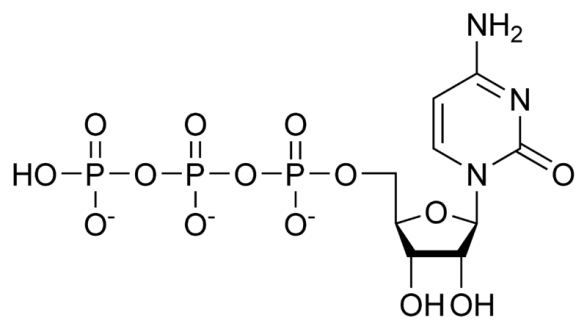 NH₂
O O O N
HO P O P O P O N O
O⁻ O⁻ O⁻ O
OH OH